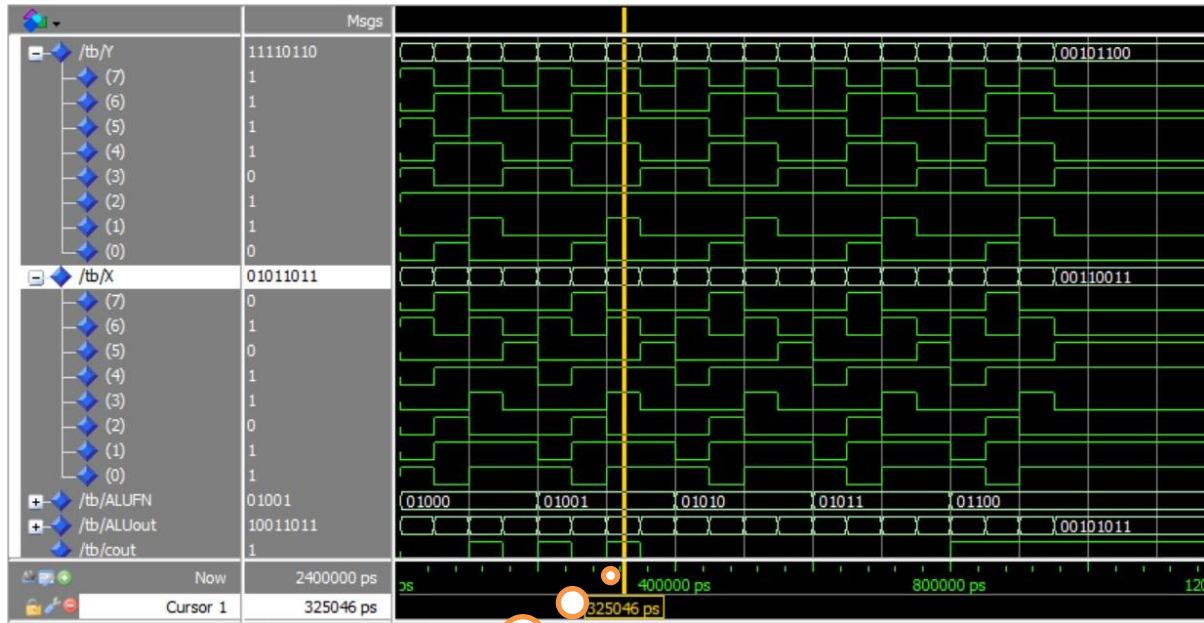 Msgs
/tb/Y 11110110 00101100
(7) 1
(6) 1
(5) 1
(4) 1
(3) 0
(2) 1
(1) 1
(0) 0
/tb/X 01011011 00110011
(7) 0
(6) 1
(5) 0
(4) 1
(3) 1
(2) 0
(1) 1
(0) 1
/tb/ALUFN 01001 01000 01001 01010 01011 01100
/tb/ALUout 10011011 00101011
/tb/cout 1
Now 2400000 ps ps 400000 ps 800000 ps 120
Cursor 1 325046 ps 325046 ps